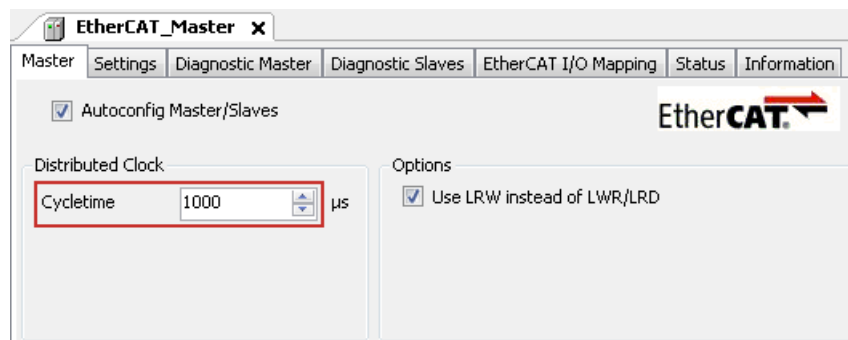 EtherCAT_Master x
Master Settings Diagnostic Master Diagnostic Slaves EtherCAT I/O Mapping Status Information
Autoconfig Master/Slaves
EtherCAT.
Distributed Clock
Options
Cycletime 1000 µs
Use LRW instead of LWR/LRD